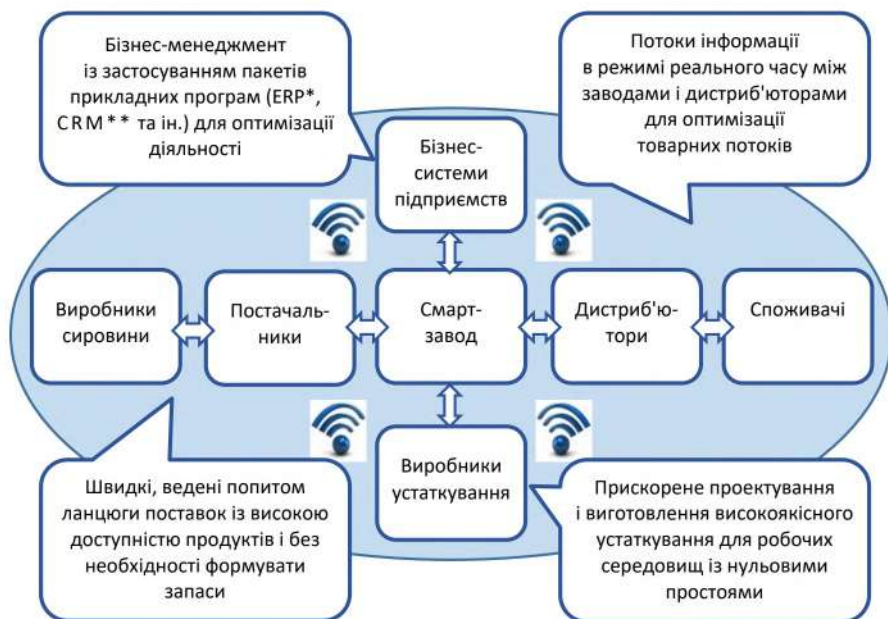 Бізнес-менеджмент
із застосуванням пакетів
прикладних програм (ERP*,
CRM** та ін.) для оптимізації
діяльності
Потоки інформації
в режимі реального часу між
заводами і дистриб'юторами
для оптимізації
товарних потоків
Бізнес-
системи
підприємств
Виробники
сировини
Постачаль-
ники
Смарт-
завод
Дистриб'ю-
тори
Споживачі
Виробники
устаткування
Швидкі, ведені попитом
ланцюги поставок із високою
доступністю продуктів і без
необхідності формувати
запаси
Прискорене проектування
і виготовлення високоякісного
устаткування для робочих
середовищ із нульовими
простоями